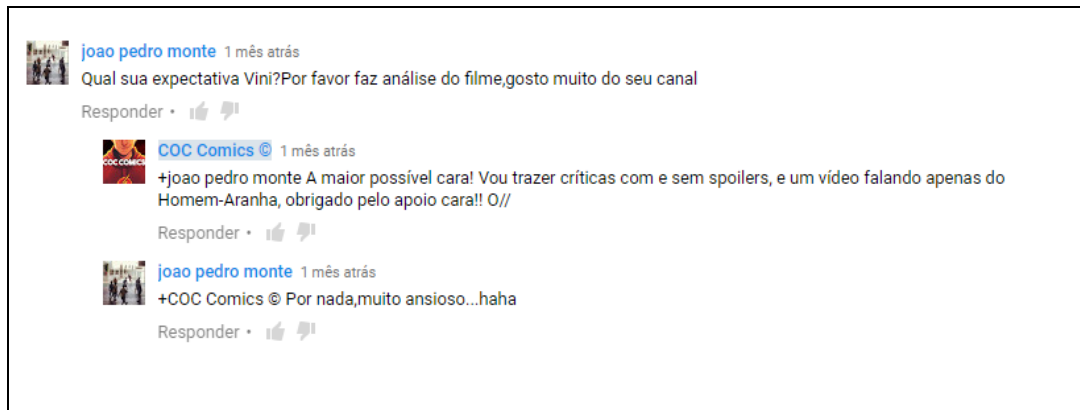 joao pedro monte 1 mês atrás
Qual sua expectativa Vini?Por favor faz análise do filme,gosto muito do seu canal
Responder •
COC COMICS
COC Comics © 1 mês atrás
+joao pedro monte A maior possível cara! Vou trazer críticas com e sem spoilers, e um vídeo falando apenas do
Homem-Aranha, obrigado pelo apoio cara!! O//
Responder •
joao pedro monte 1 mês atrás
+COC Comics © Por nada,muito ansioso...haha
Responder •